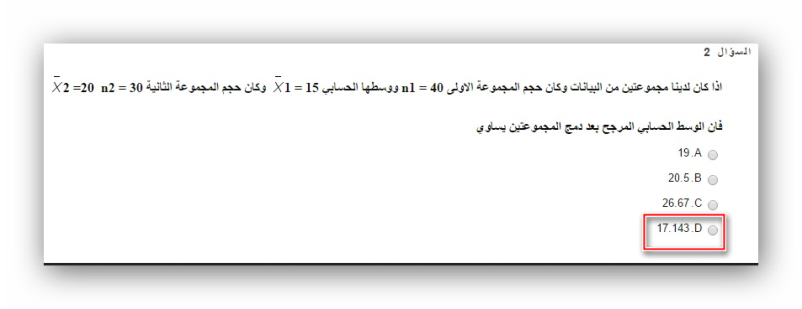 السؤال 2
اذا كان لدينا مجموعتين من البيانات وكان حجم المجموعة الاولى n1 = 40 ووسطها الحسابي X̄1 = 15 وكان حجم المجموعة الثانية n2 = 30 X̄2 =20
فان الوسط الحسابي المرجح بعد دمج المجموعتين يساوي
19.A
20.5.B
26.67.C
17.143.D